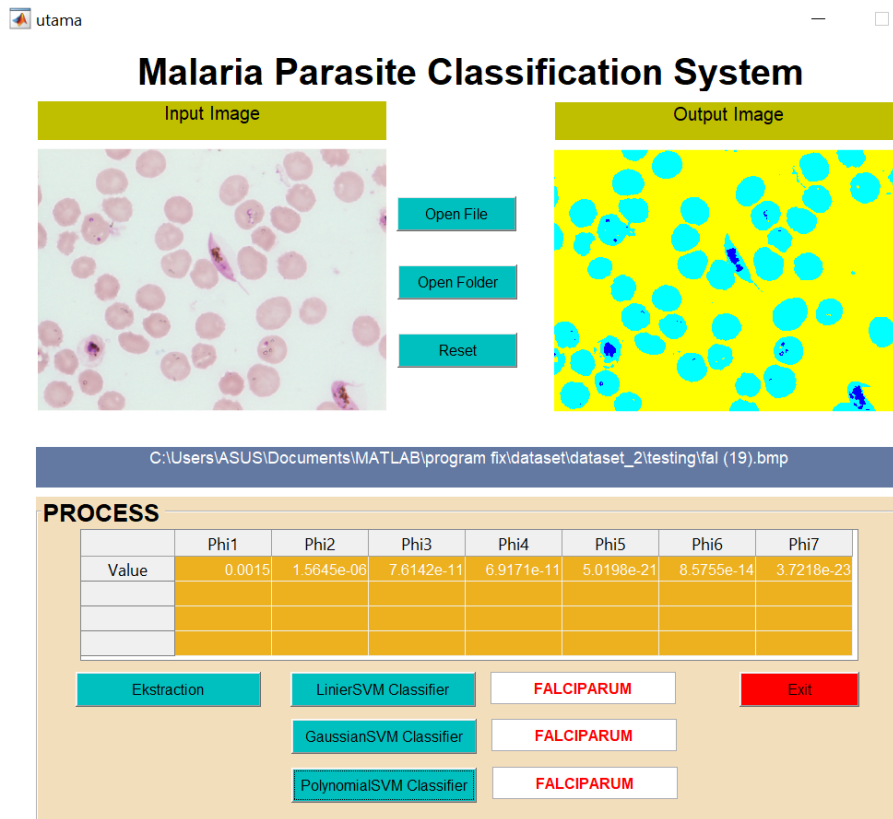 utama
Malaria Parasite Classification System
Input Image
Output Image
Open File
Open Folder
Reset
C:\Users\ASUS\Documents\MATLAB\program fix\dataset\dataset_2\testing\fal (19).bmp
PROCESS
Phi1 Phi2 Phi3 Phi4 Phi5 Phi6 Phi7
Value 0.0015 1.5645e-06 7.6142e-11 6.9171e-11 5.0198e-21 8.5755e-14 3.7218e-23
Ekstraction LinierSVM Classifier FALCIPARUM Exit
GaussianSVM Classifier FALCIPARUM
PolynomialSVM Classifier FALCIPARUM